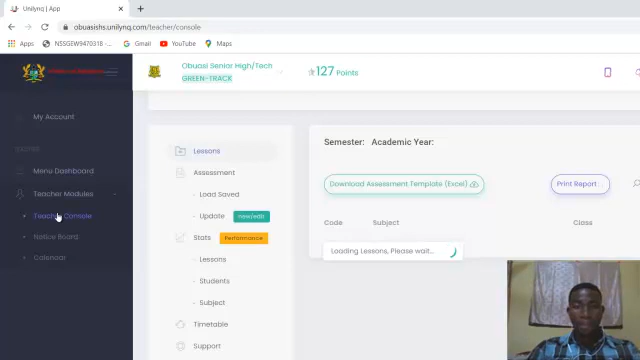 Unilynq | App
obuasishs.unilynq.com/teacher/console
Apps
NSSGEW9470318 -...
Gmail
YouTube
Maps
Obuasi Senior High/Tech
GREEN-TRACK
127 Points
My Account
Menu Dashboard
Teacher Modules
Teacher Console
Notice Board
Calendar
Lessons
Assessment
- Load Saved
- Update new/edit
Stats Performance
- Lessons
- Students
- Subject
Timetable
Support
Semester: Academic Year:
Download Assessment Template (Excel)
Print Report...
Code Subject Class
Loading Lessons, Please wait...